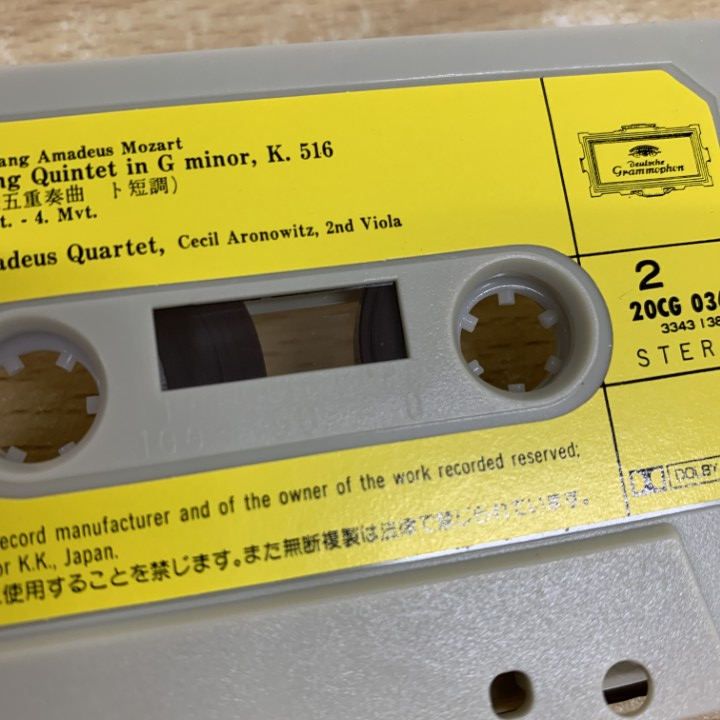 ang Amadeus Mozart
ng Quintet in G minor, K. 516
五重奏曲 ト短調)
t. - 4. Mvt.
adeus Quartet, Cecil Aronowitz, 2nd Viola
Deutsche
Grammophon
2
20CG 030
3343 138
STER
DOLBY
ecord manufacturer and of the owner of the work recorded reserved;
or K.K., Japan.
使用することを禁じます。また無断複製は法律で禁じられています。